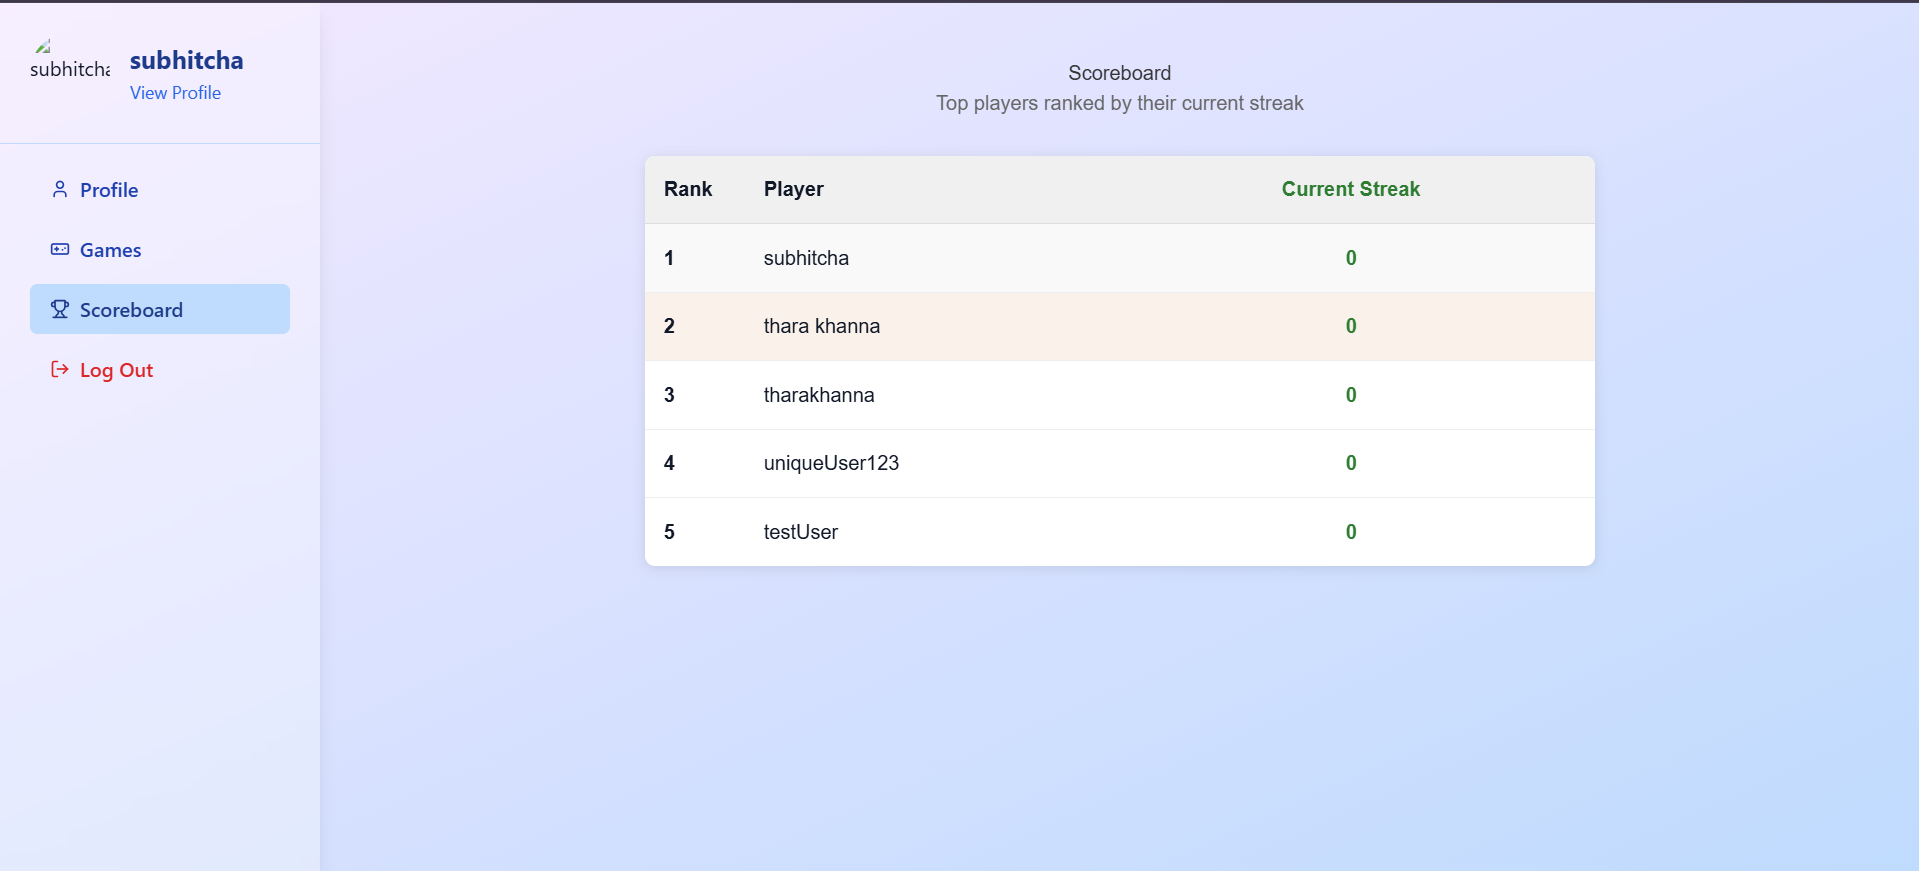 subhitcha
subhitcha
View Profile
Profile
Games
Scoreboard
Log Out
Scoreboard
Top players ranked by their current streak
Rank Player Current Streak
1 subhitcha 0
2 thara khanna 0
3 tharakhanna 0
4 uniqueUser123 0
5 testUser 0